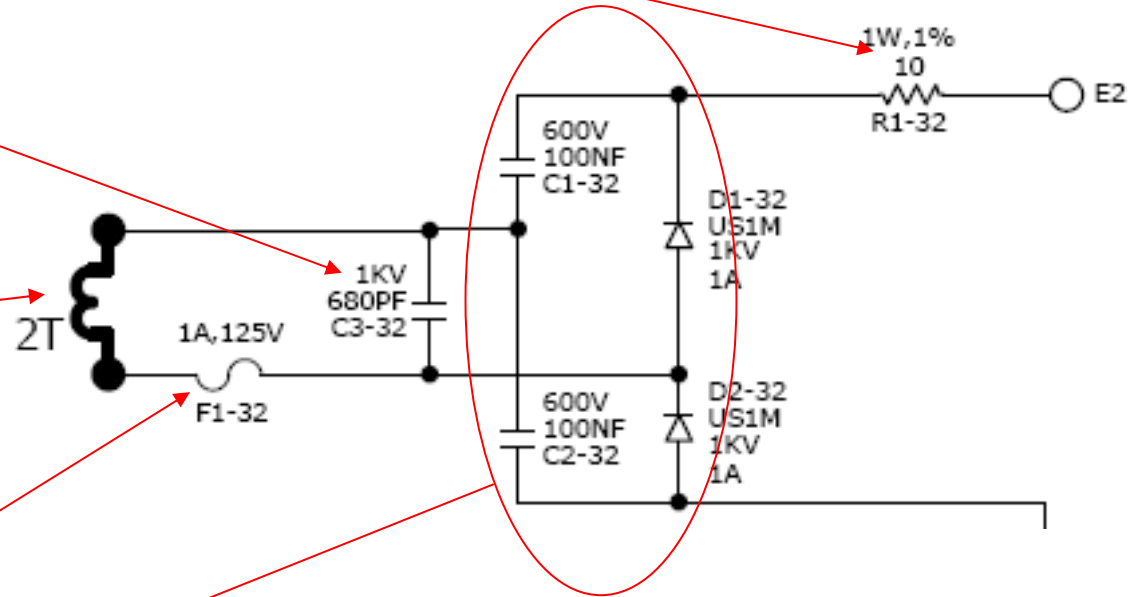 1W,1%
10
R1-32
E2
600V
100NF
C1-32
D1-32
US1M
1KV
1A
1KV
680PF
C3-32
2T
1A,125V
F1-32
600V
100NF
C2-32
D2-32
US1M
1KV
1A